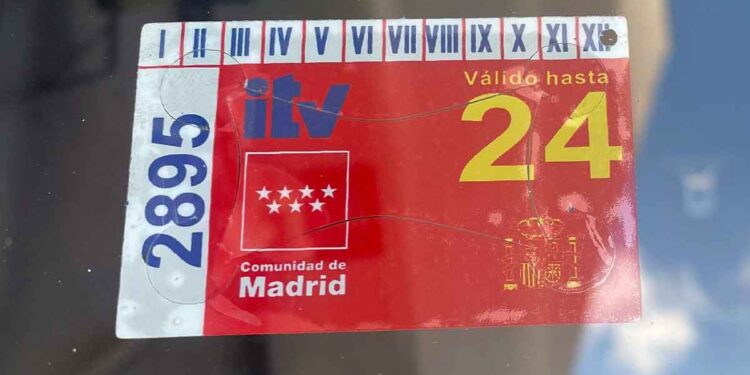 I II III IV V VI VII VIII IX X XI XII
2895
itv
Válido hasta
24
Comunidad de
Madrid